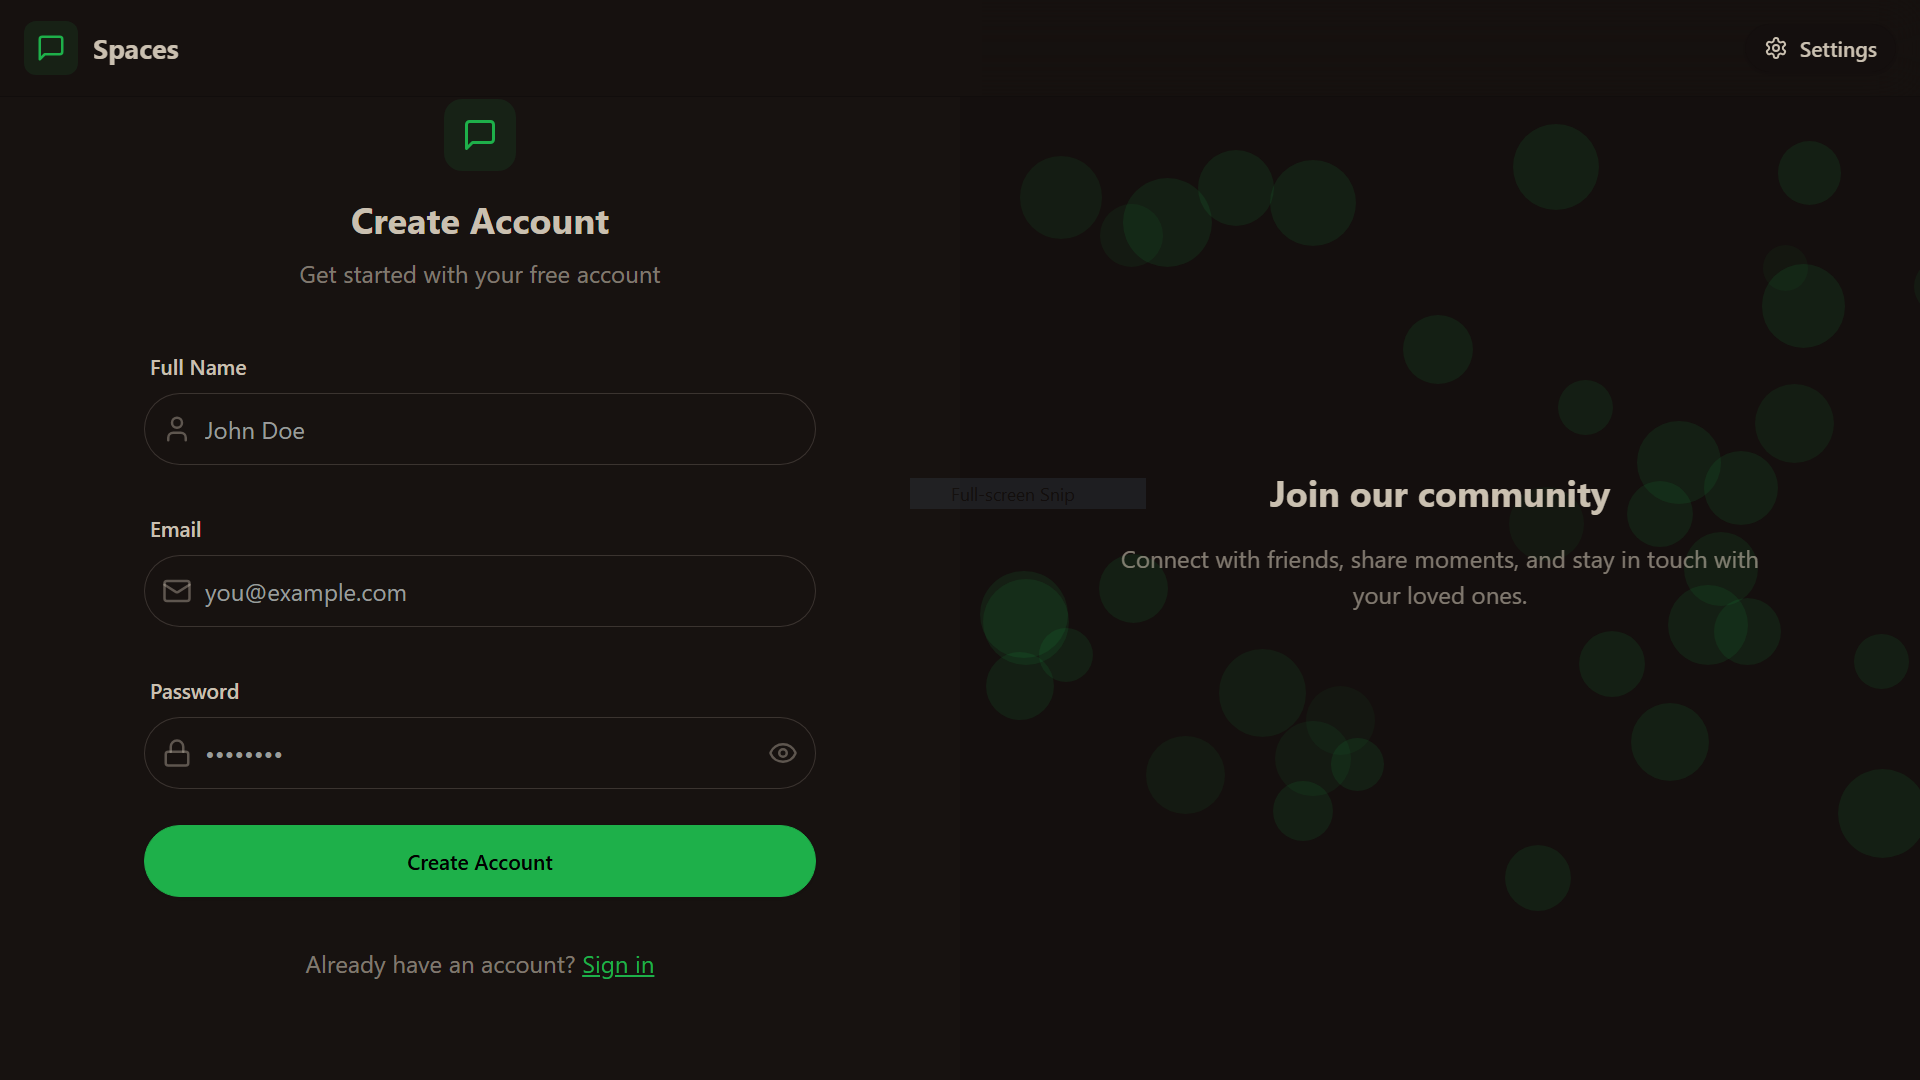 Spaces
Settings
Create Account
Get started with your free account
Full Name
John Doe
Email
you@example.com
Password
••••••••
Create Account
Already have an account? Sign in
Full-screen Snip
Join our community
Connect with friends, share moments, and stay in touch with
your loved ones.